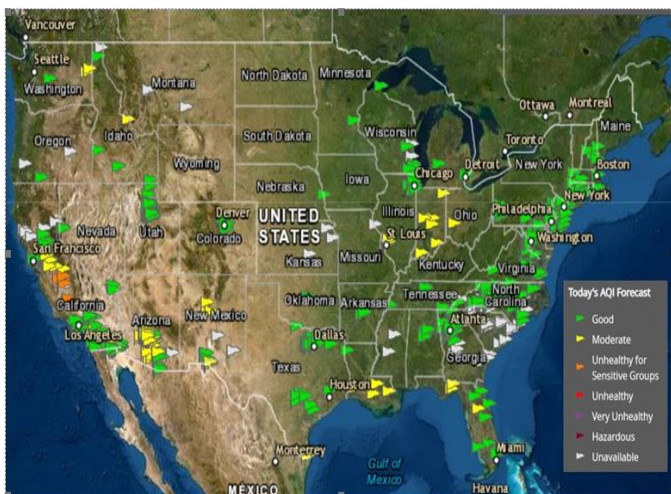 Vancouver
Seattle
Washington
Montana
North Dakota
Minnesota
Ottawa
Montreal
Maine
Oregon
Idaho
Wyoming
South Dakota
Wisconsin
Toronto
New York
Boston
Nebraska
Iowa
Chicago
Detroit
Nevada
Utah
Denver
Colorado
UNITED
STATES
Illinois
Ohio
Philadelphia
New York
San Francisco
Kansas
Missouri
St Louis
Kentucky
Washington
Virginia
California
Los Angeles
Arizona
New Mexico
Oklahoma
Arkansas
Tennessee
North
Carolina
Atlanta
Georgia
Dallas
Texas
Houston
Monterrey
MÉXICO
Gulf of
Mexico
Miami
Havana
Today's AQI Forecast
Good
Moderate
Unhealthy for
Sensitive Groups
Unhealthy
Very Unhealthy
Hazardous
Unavailable